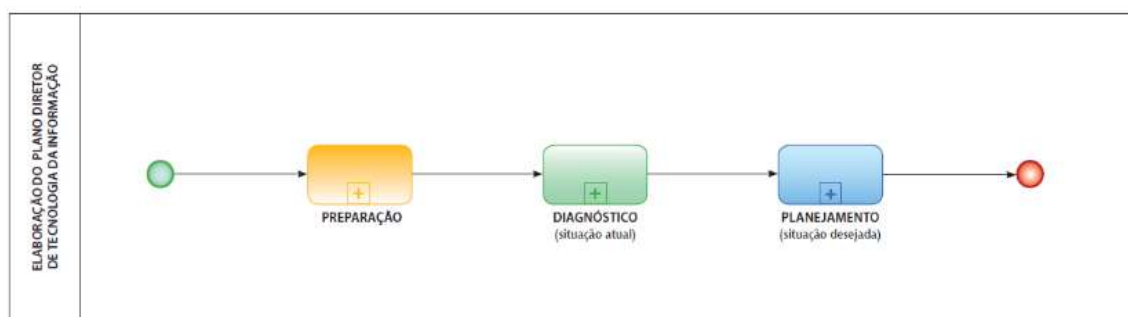 ELABORAÇÃO DO PLANO DIRETOR
DE TECNOLOGIA DA INFORMAÇÃO
PREPARAÇÃO
DIAGNÓSTICO
(situação atual)
PLANEJAMENTO
(situação desejada)